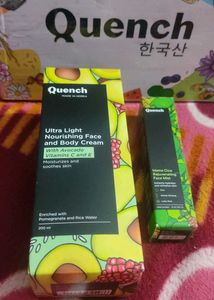 Quench
한국산
Quench
MADE IN KOREA
Ultra Light
Nourishing Face
and Body Cream
With Avocado
Vitamins C and E
Moisturizes and
soothes skin
Enriched with
Pomegranate and Rice Water
200 ml
Quench
Mama Cica
Rejuvenating
Face Mist